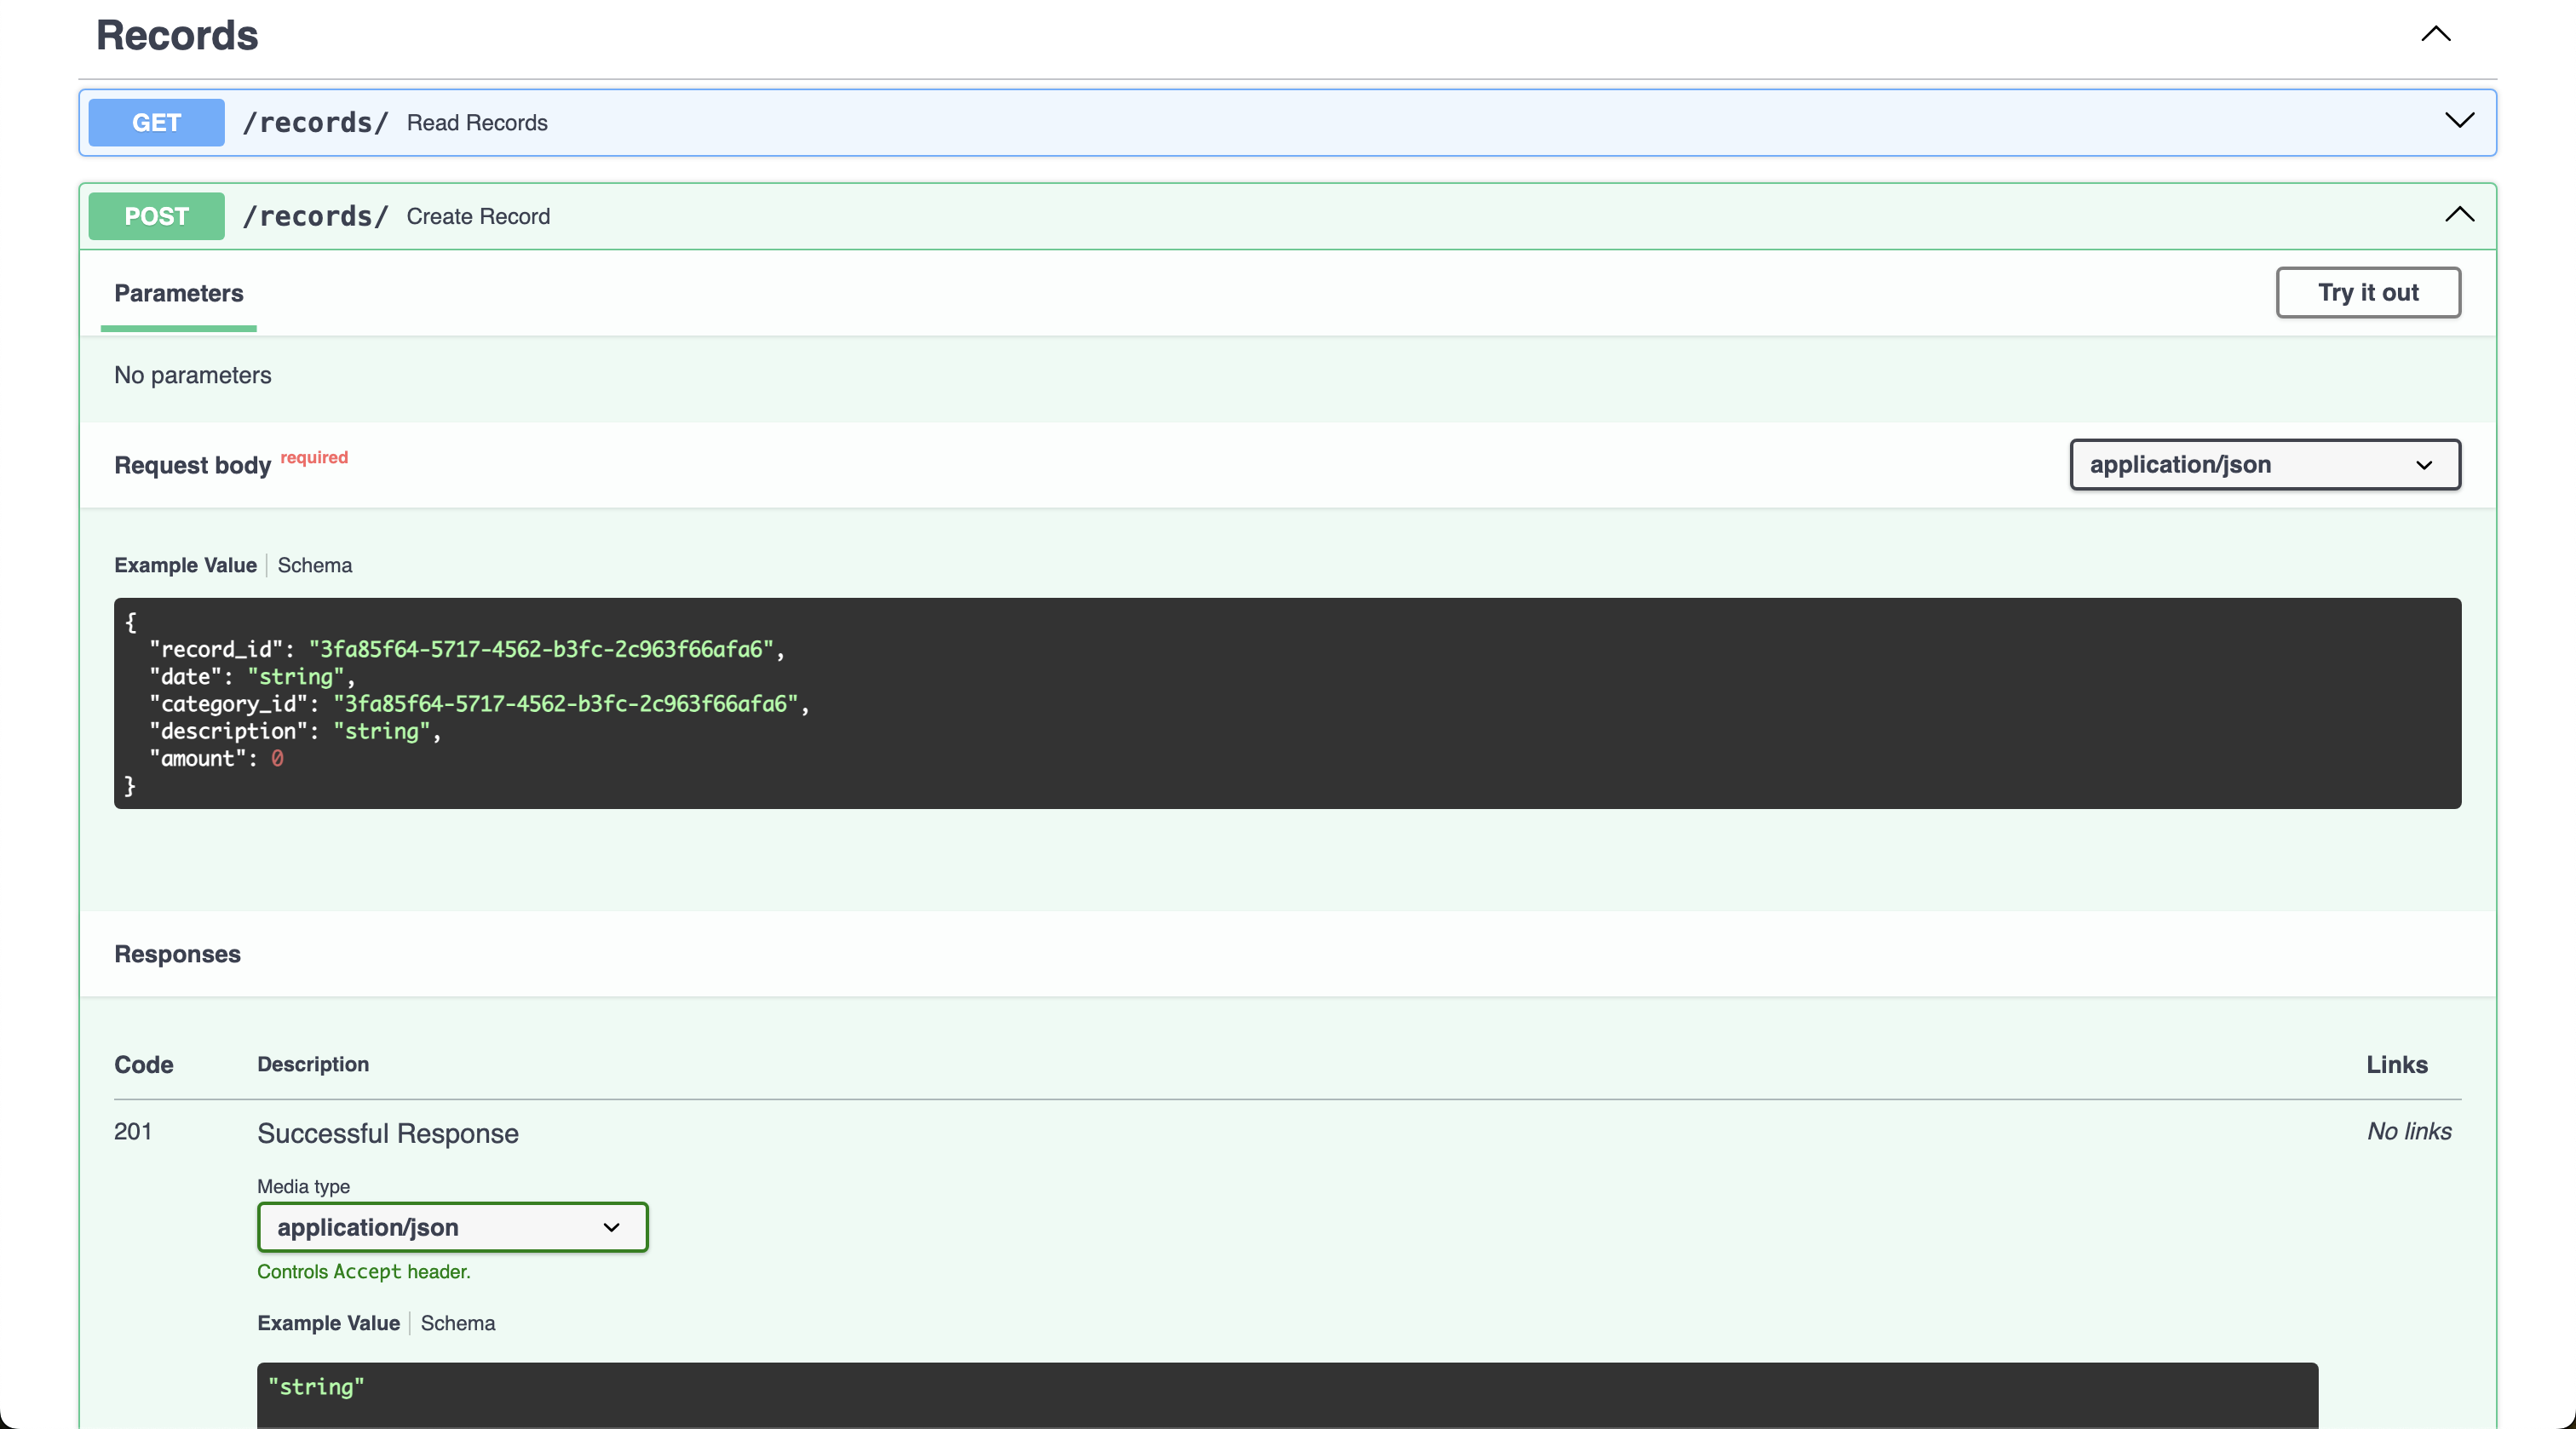 Records
GET /records/ Read Records
POST /records/ Create Record
Parameters
Try it out
No parameters
Request body required
application/json
Example Value Schema
{
"record_id": "3fa85f64-5717-4562-b3fc-2c963f66afa6",
"date": "string",
"category_id": "3fa85f64-5717-4562-b3fc-2c963f66afa6",
"description": "string",
"amount": 0
}
Responses
Code Description Links
201 Successful Response No links
Media type
application/json
Controls Accept header.
Example Value Schema
"string"